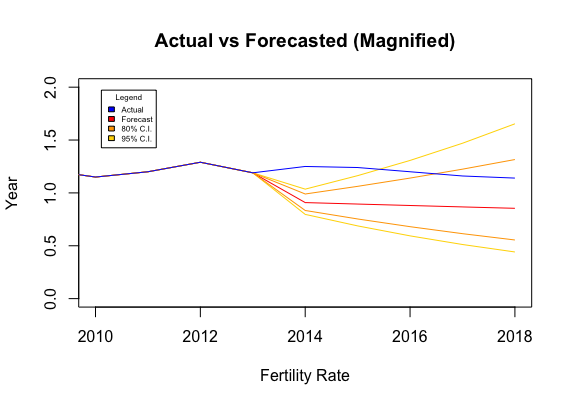 Actual vs Forecasted (Magnified)
Legend
Actual
Forecast
80% C.I.
95% C.I.
Year
2.0
1.5
1.0
0.5
0.0
2010 2012 2014 2016 2018
Fertility Rate